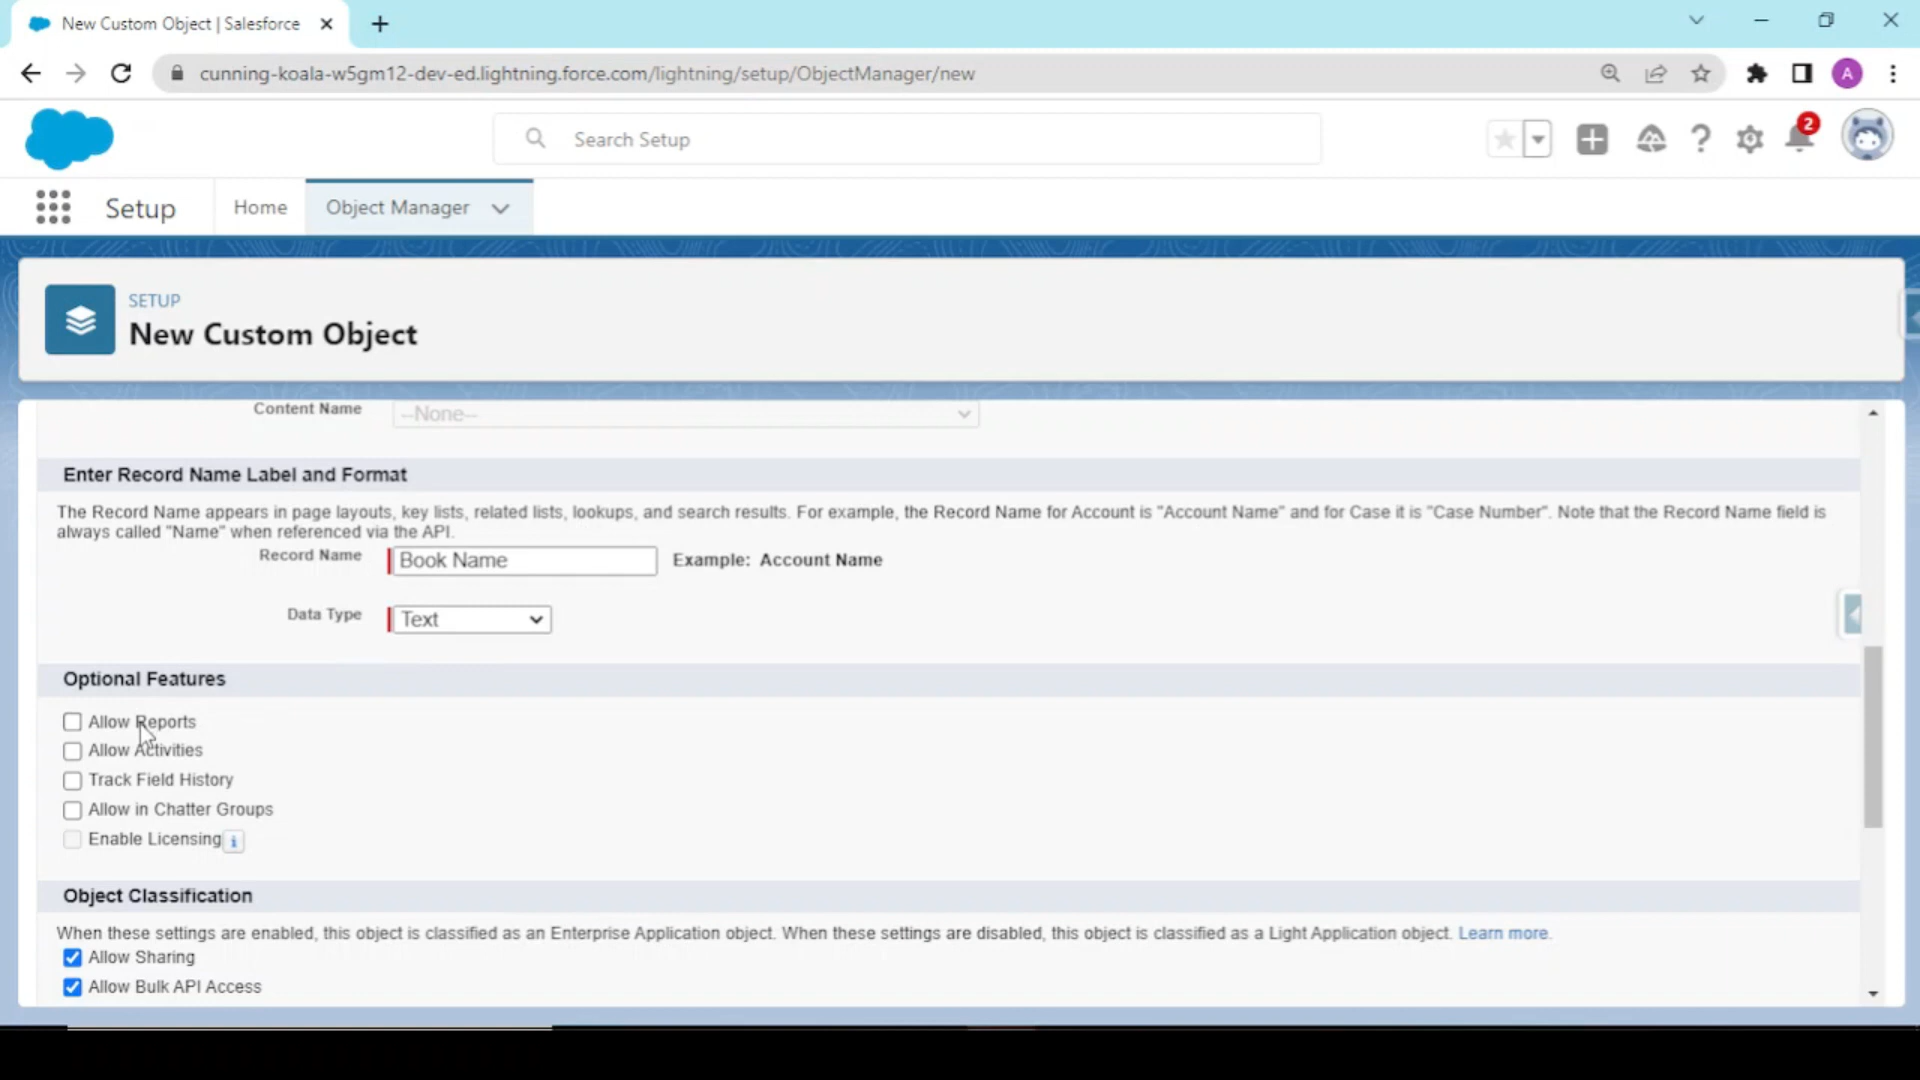 New Custom Object | Salesforce
cunning-koala-w5gm12-dev-ed.lightning.force.com/lightning/setup/ObjectManager/new
A
Search Setup
2
Setup
Home
Object Manager
SETUP
New Custom Object
Content Name
--None--
Enter Record Name Label and Format
The Record Name appears in page layouts, key lists, related lists, lookups, and search results. For example, the Record Name for Account is "Account Name" and for Case it is "Case Number". Note that the Record Name field is
always called "Name" when referenced via the API.
Record Name
Book Name
Example: Account Name
Data Type
Text
Optional Features
Allow Reports
Allow Activities
Track Field History
Allow in Chatter Groups
Enable Licensing i
Object Classification
When these settings are enabled, this object is classified as an Enterprise Application object. When these settings are disabled, this object is classified as a Light Application object. Learn more.
Allow Sharing
Allow Bulk API Access